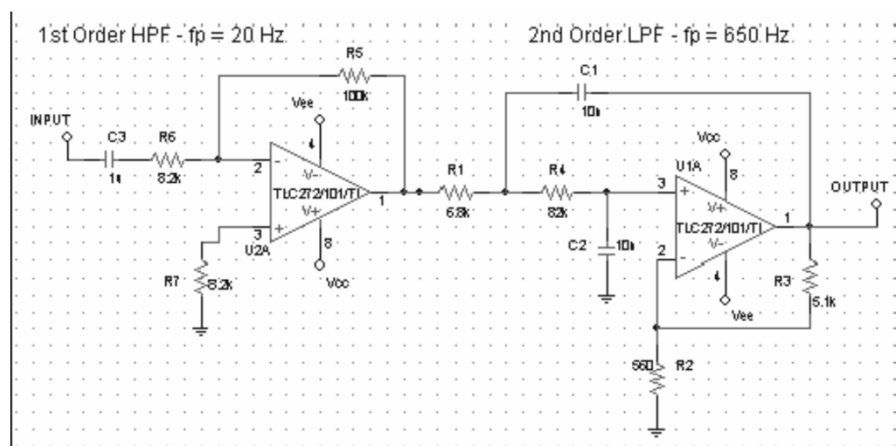 1st Order HPF - fp = 20 Hz
2nd Order LPF - fp = 650 Hz
R5
100k
C1
10n
Vee
4
INPUT
C3
1u
R6
8.2k
2
-
V-
TLC272/101/TI
V+
+
3
1
8
U2A
Vcc
R7
8.2k
R1
6.8k
R4
82k
C2
10n
U1A
Vcc
8
3
+
V+
TLC272/101/TI
V-
-
2
1
4
Vee
OUTPUT
R3
5.1k
560
R2